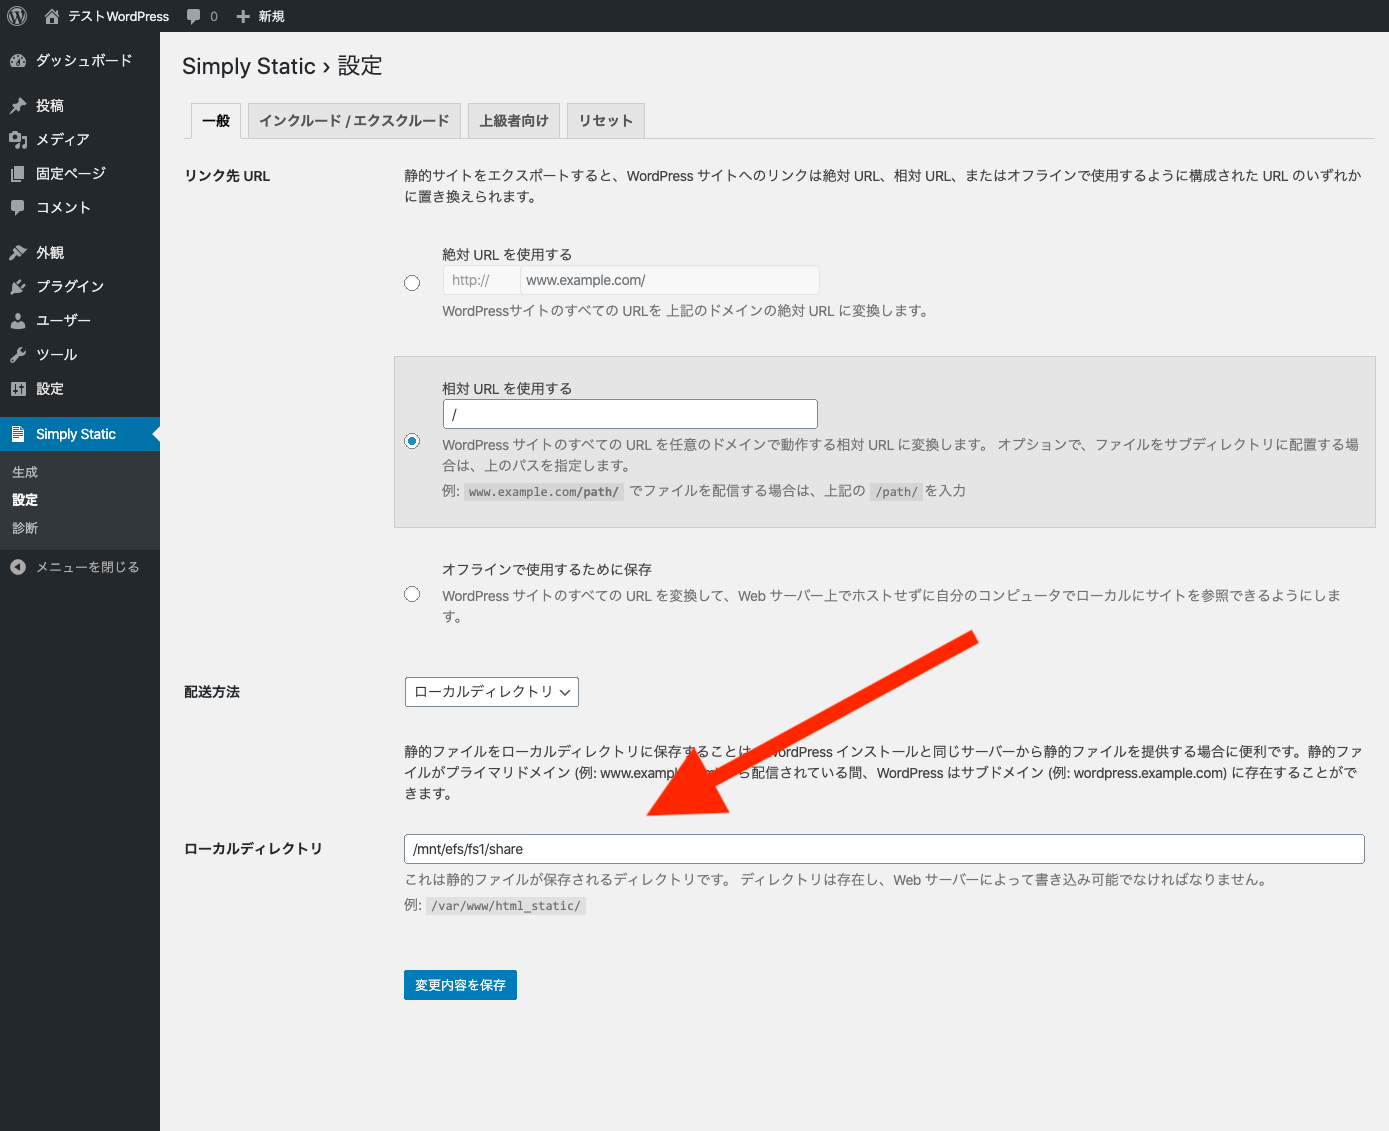 テストWordPress 0 新規
ダッシュボード
投稿
メディア
固定ページ
コメント
外観
プラグイン
ユーザー
ツール
設定
Simply Static
生成
設定
診断
メニューを閉じる
Simply Static › 設定
一般 インクルード / エクスクルード 上級者向け リセット
リンク先 URL
静的サイトをエクスポートすると、WordPress サイトへのリンクは絶対 URL、相対 URL、またはオフラインで使用するように構成された URL のいずれか
に置き換えられます。
絶対 URL を使用する
http:// www.example.com/
WordPressサイトのすべての URLを 上記のドメインの絶対 URL に変換します。
相対 URL を使用する
/
WordPress サイトのすべての URL を任意のドメインで動作する相対 URL に変換します。 オプションで、ファイルをサブディレクトリに配置する場
合は、上のパスを指定します。
例: www.example.com/path/ でファイルを配信する場合は、上記の /path/ を入力
オフラインで使用するために保存
WordPress サイトのすべての URL を変換して、Web サーバー上でホストせずに自分のコンピュータでローカルにサイトを参照できるようにしま
す。
配送方法
ローカルディレクトリ
静的ファイルをローカルディレクトリに保存することは WordPress インストールと同じサーバーから静的ファイルを提供する場合に便利です。静的ファ
イルがプライマリドメイン (例: www.exampl ら配信されている間、WordPress はサブドメイン (例: wordpress.example.com) に存在することがで
きます。
ローカルディレクトリ
/mnt/efs/fs1/share
これは静的ファイルが保存されるディレクトリです。 ディレクトリは存在し、Web サーバーによって書き込み可能でなければなりません。
例: /var/www/html_static/
変更内容を保存